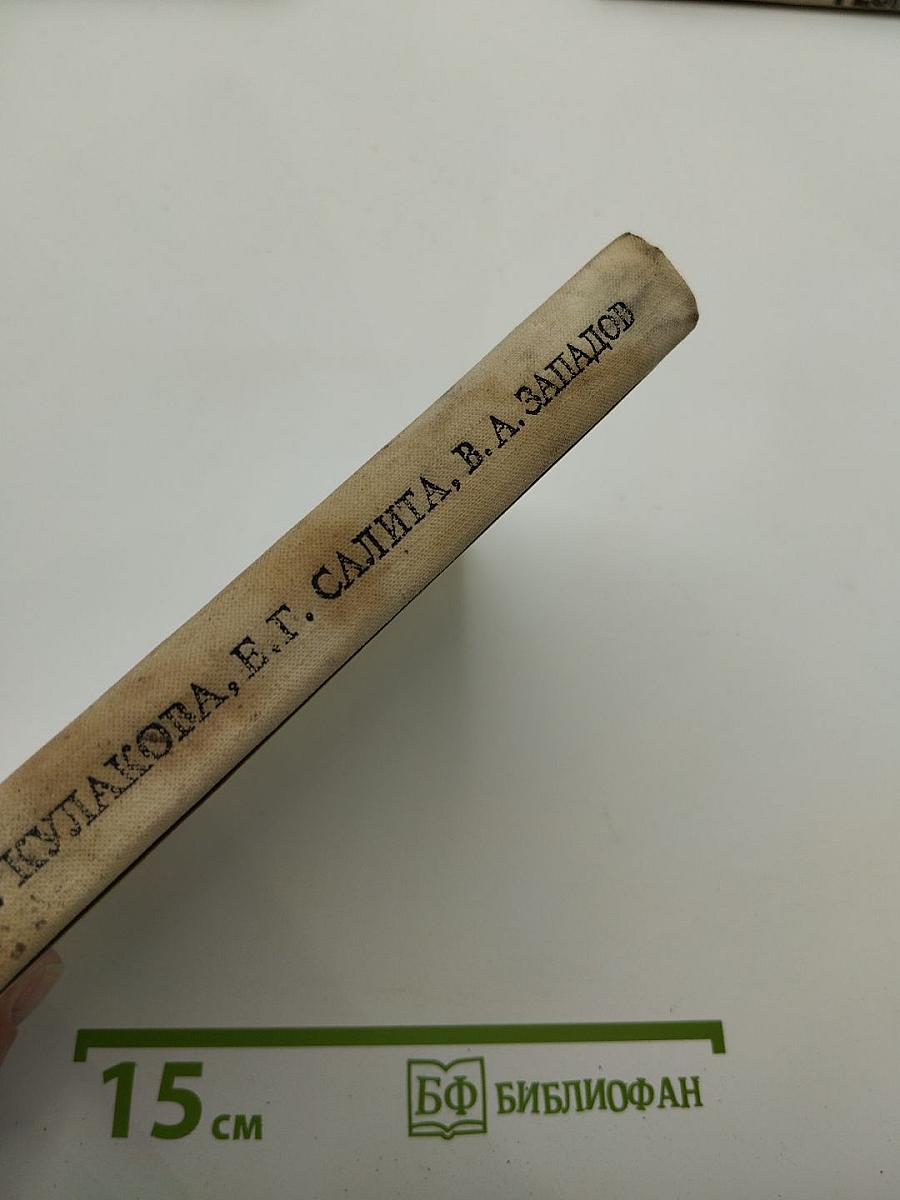 КУЛАКОВА, Е.Г. САЛИТА, В.А. ЗАПАДОВ
15 см
БФ БИБЛИОФАН